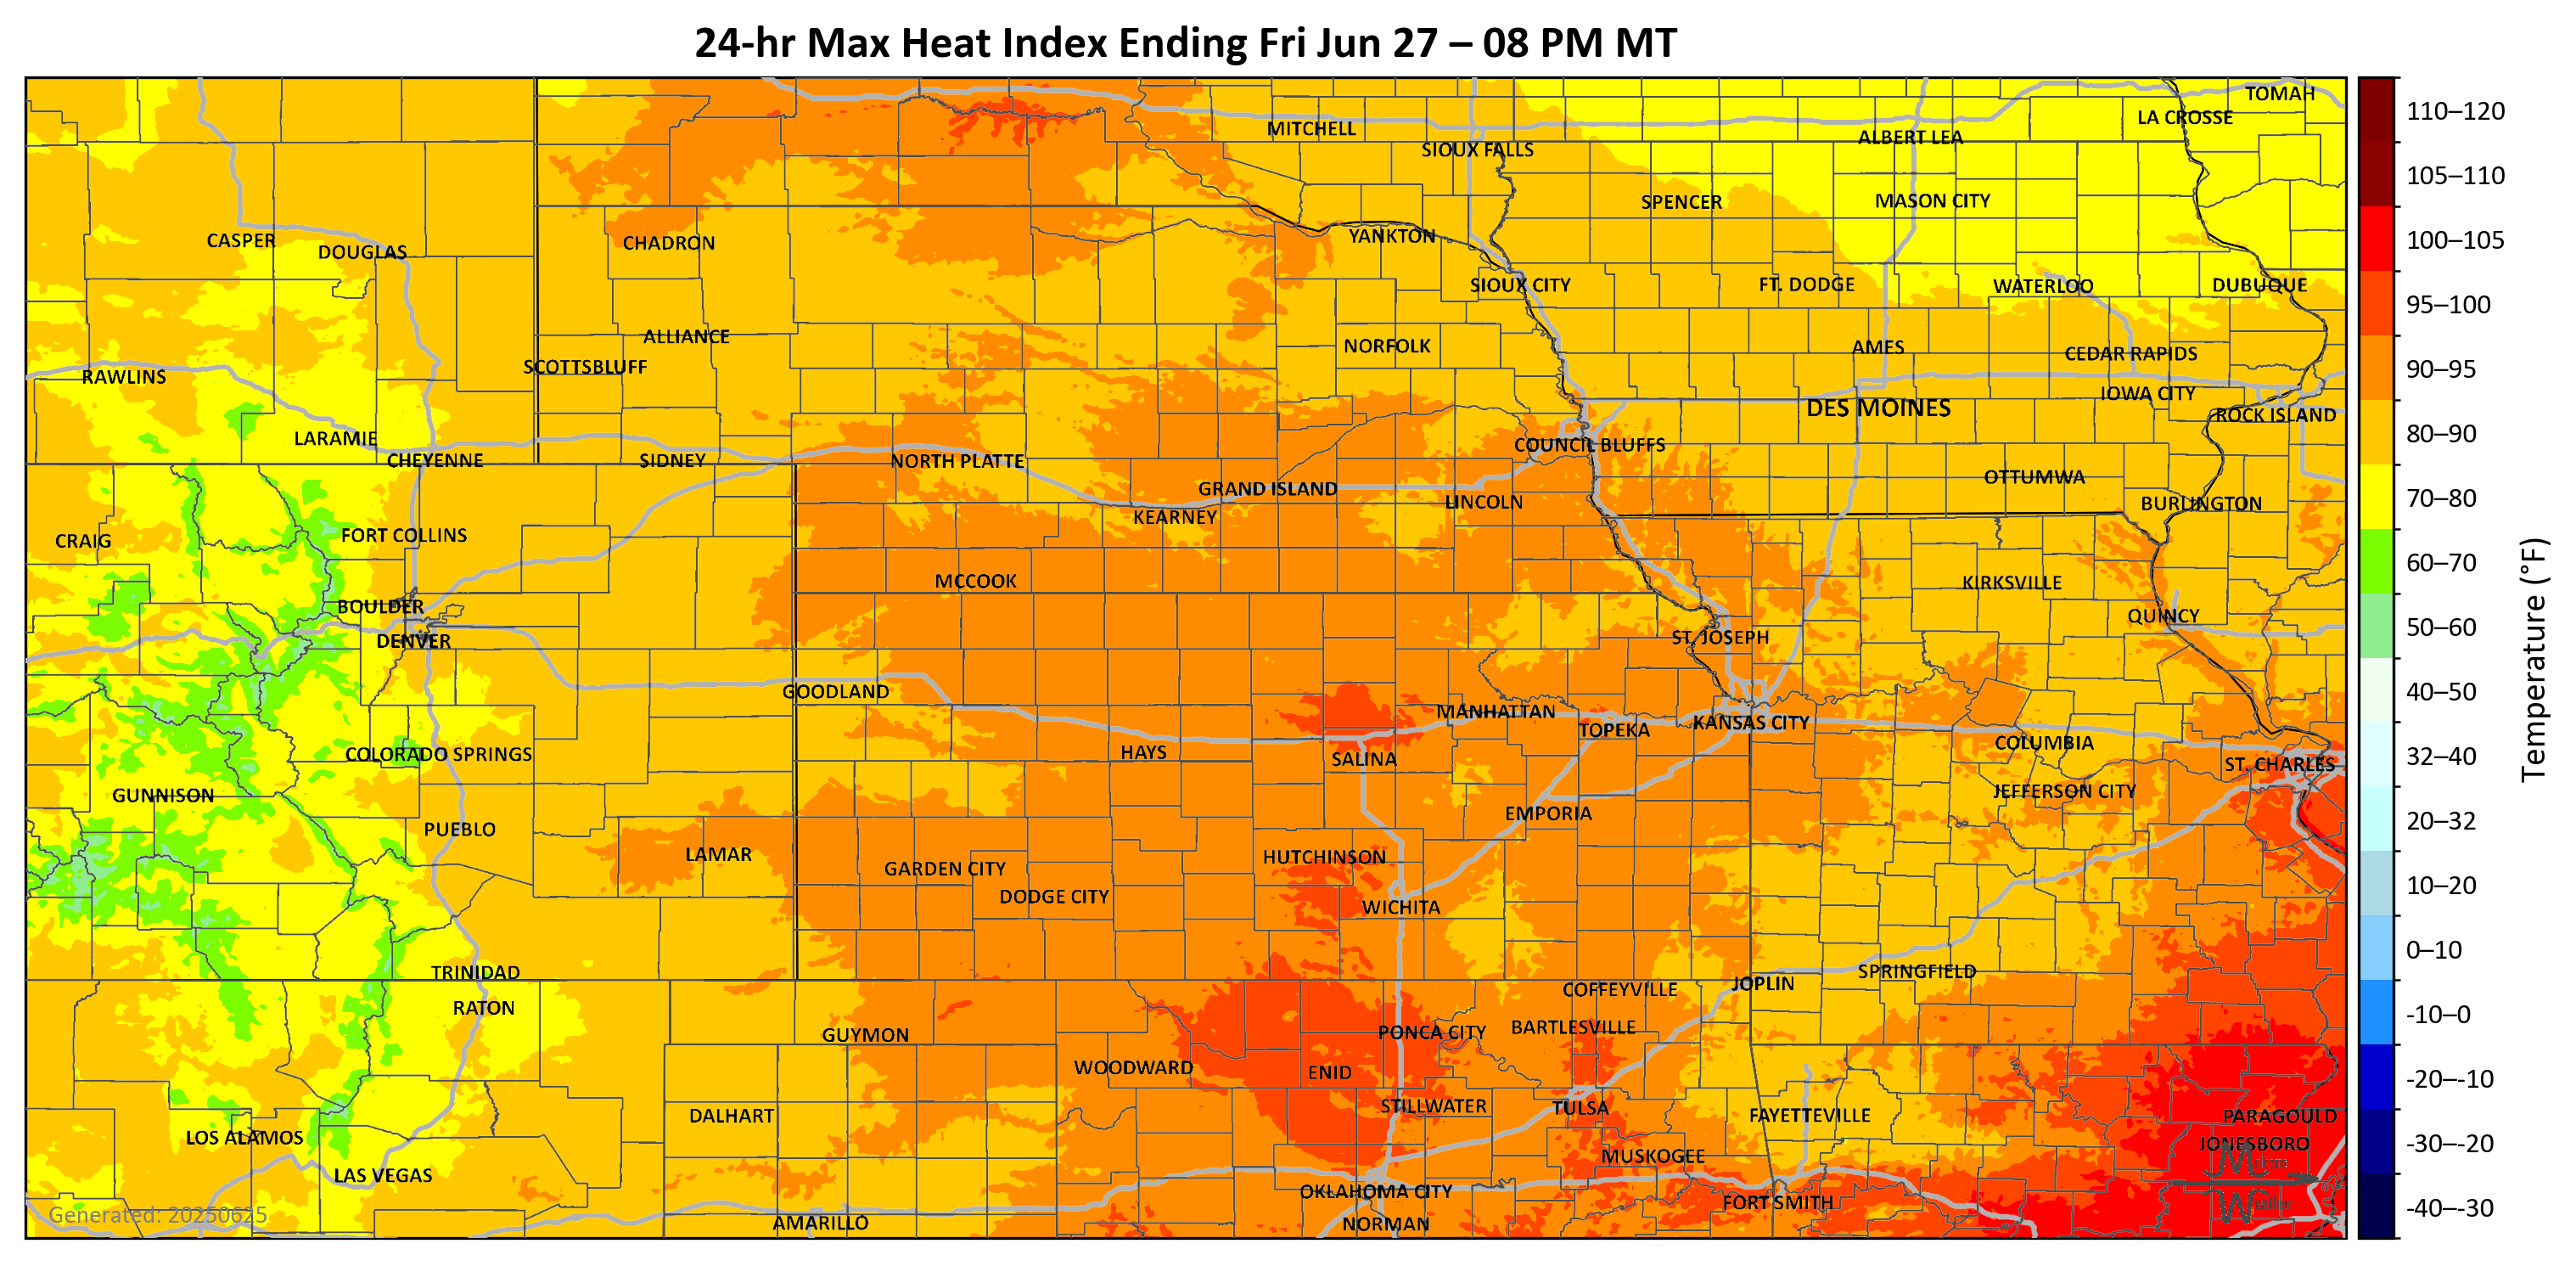 24-hr Max Heat Index Ending Fri Jun 27 – 08 PM MT
TOMAH
LA CROSSE
MITCHELL
ALBERT LEA
SIOUX FALLS
SPENCER
MASON CITY
CASPER
DOUGLAS
CHADRON
YANKTON
SIOUX CITY
FT. DODGE
WATERLOO
DUBUQUE
ALLIANCE
NORFOLK
AMES
CEDAR RAPIDS
SCOTTSBLUFF
RAWLINS
IOWA CITY
DES MOINES
ROCK ISLAND
LARAMIE
COUNCIL BLUFFS
CHEYENNE
SIDNEY
NORTH PLATTE
OTTUMWA
GRAND ISLAND
LINCOLN
BURLINGTON
KEARNEY
FORT COLLINS
CRAIG
MCCOOK
KIRKSVILLE
BOULDER
QUINCY
DENVER
ST. JOSEPH
GOODLAND
MANHATTAN
TOPEKA
KANSAS CITY
COLUMBIA
COLORADO SPRINGS
HAYS
SALINA
ST. CHARLES
GUNNISON
JEFFERSON CITY
EMPORIA
PUEBLO
LAMAR
HUTCHINSON
GARDEN CITY
DODGE CITY
WICHITA
TRINIDAD
SPRINGFIELD
JOPLIN
COFFEYVILLE
RATON
GUYMON
PONCA CITY
BARTLESVILLE
WOODWARD
ENID
STILLWATER
TULSA
DALHART
FAYETTEVILLE
PARAGOULD
LOS ALAMOS
JONESBORO
MUSKOGEE
LAS VEGAS
OKLAHOMA CITY
FORT SMITH
AMARILLO
NORMAN
Generated: 20250625
110–120
105–110
100–105
95–100
90–95
80–90
70–80
60–70
50–60
40–50
32–40
20–32
10–20
0–10
-10–0
-20–-10
-30–-20
-40–-30
Temperature (°F)